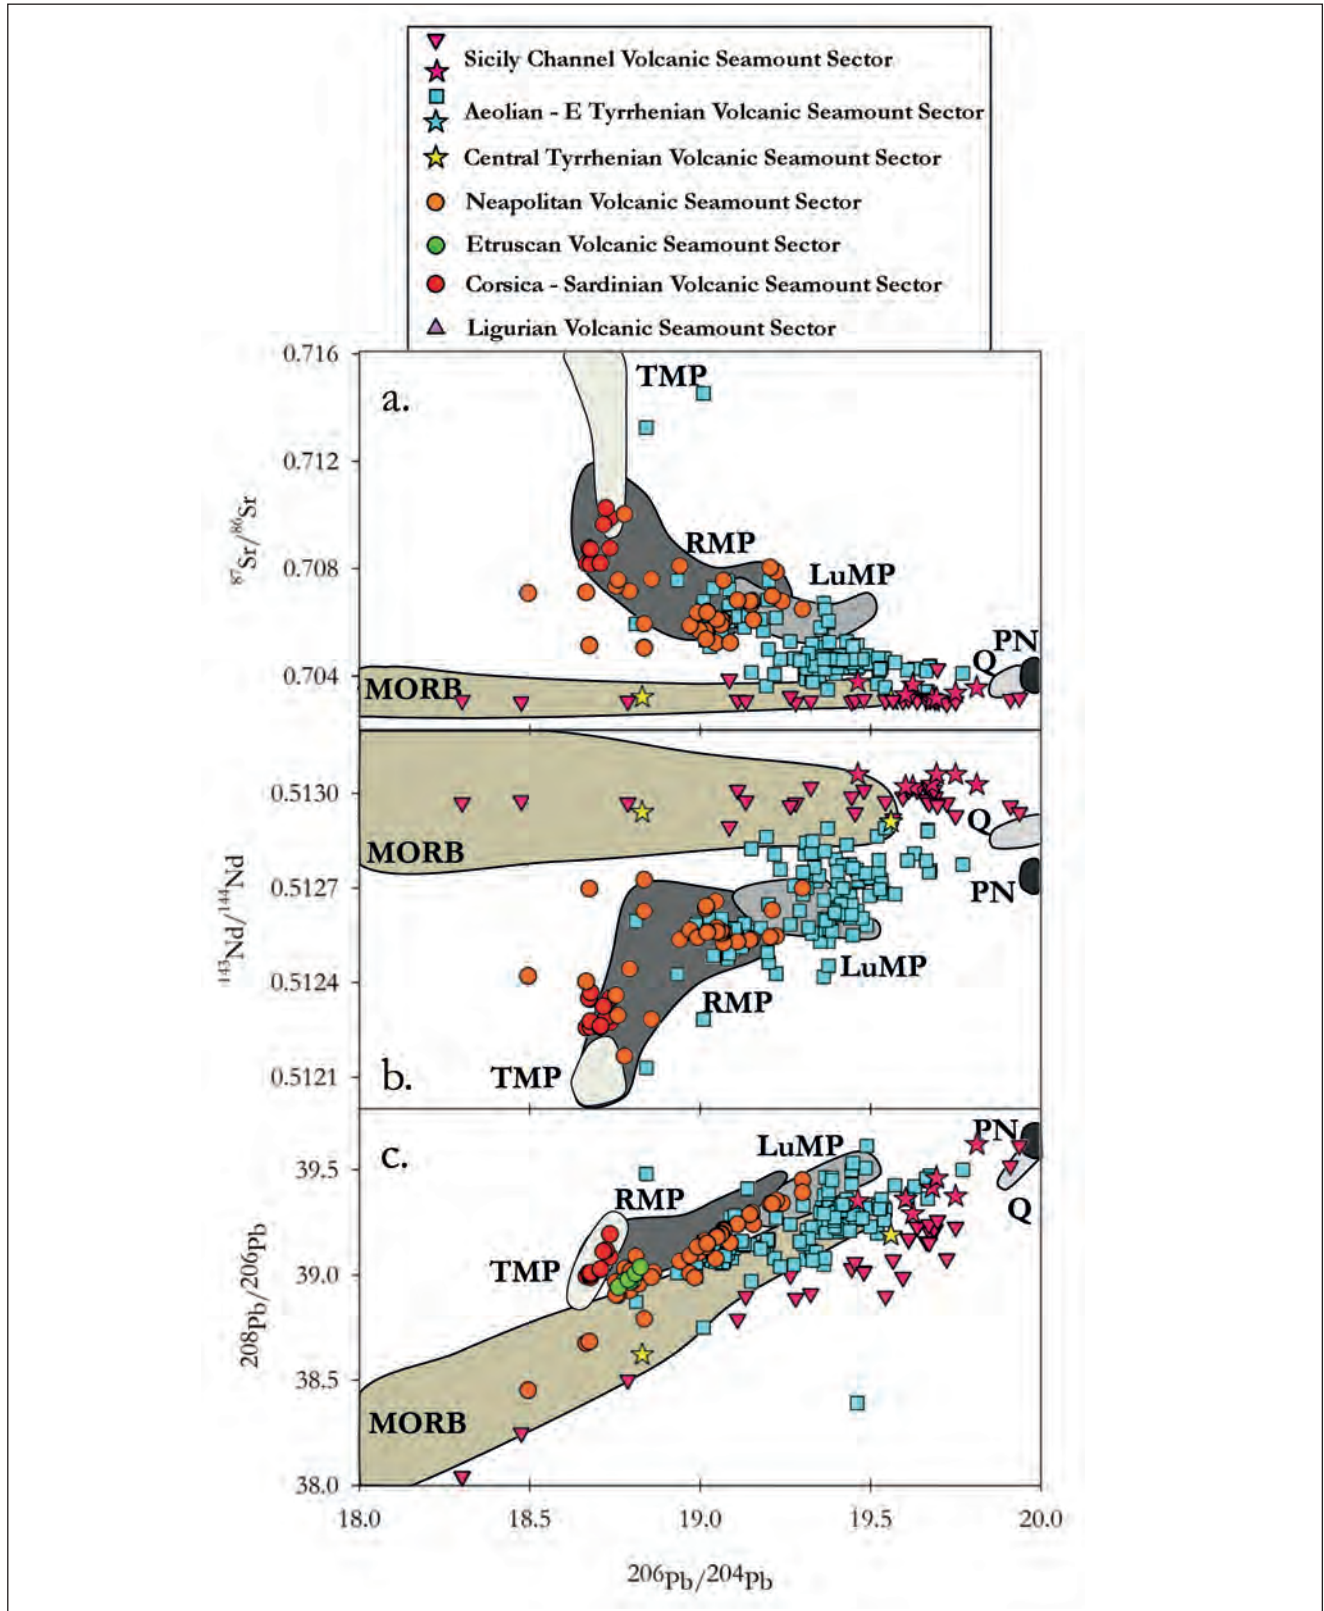 Sicily Channel Volcanic Seamount Sector
Aeolian - E Tyrrhenian Volcanic Seamount Sector
Central Tyrrhenian Volcanic Seamount Sector
Neapolitan Volcanic Seamount Sector
Etruscan Volcanic Seamount Sector
Corsica - Sardinian Volcanic Seamount Sector
Ligurian Volcanic Seamount Sector
0.716
0.712
0.708
0.704
87Sr/86Sr
a.
TMP
RMP
LuMP
PN
Q
MORB
0.5130
0.5127
0.5124
0.5121
143Nd/144Nd
MORB
Q
PN
LuMP
RMP
TMP
b.
39.5
39.0
38.5
38.0
208Pb/206Pb
c.
PN
LuMP
RMP
Q
TMP
MORB
18.0 18.5 19.0 19.5 20.0
206Pb/204Pb